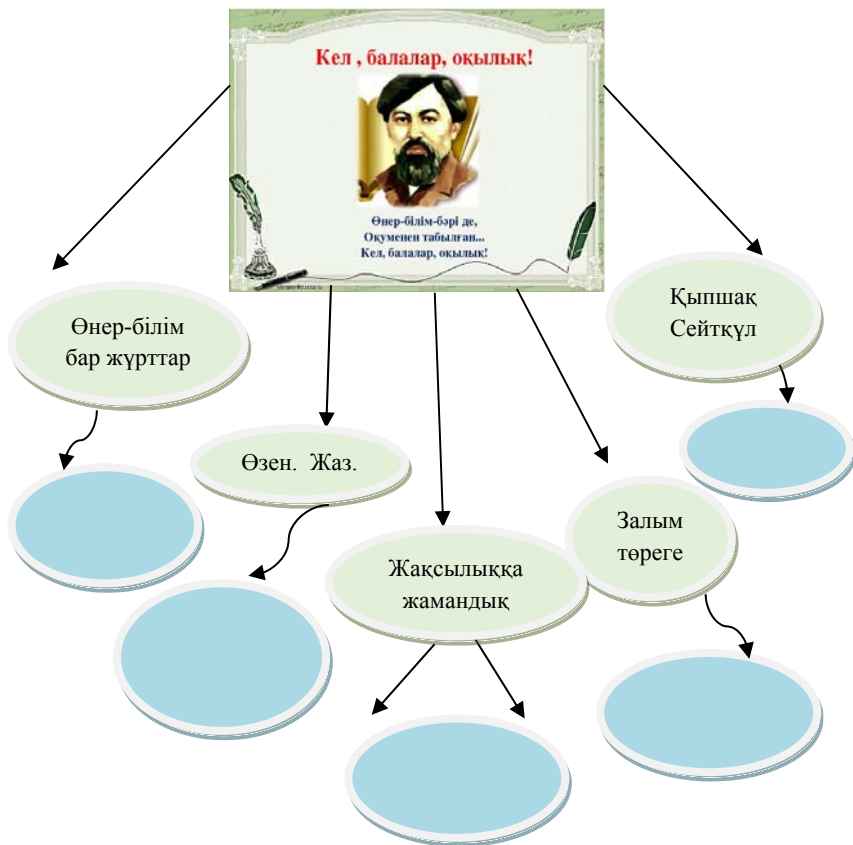 Кел , балалар, оқылық!
Өнер-білім-бәрі де,
Оқуменен табылған...
Кел, балалар, оқылық!
Қыпшақ
Сейтқұл
Өнер-білім
бар жұрттар
Өзен. Жаз.
Залым
төреге
Жақсылыққа
жамандық